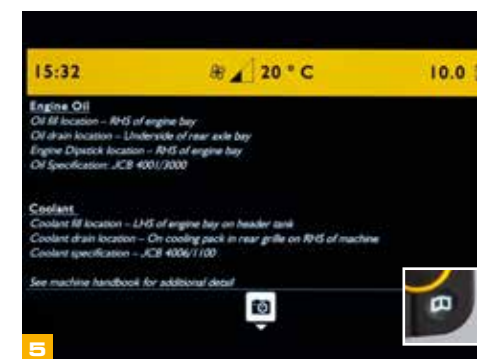 15:32 20 ° C 10.0
Engine Oil
Oil fill location – RHS of engine bay
Oil drain location – Underside of rear axle bay
Engine Dipstick location – RHS of engine bay
Oil Specification: JCB 4001/3000
Coolant
Coolant fill location – LHS of engine bay on header tank
Coolant drain location – On cooling pack in rear grille on RHS of machine
Coolant specification – JCB 4006/1100
See machine handbook for additional detail
5